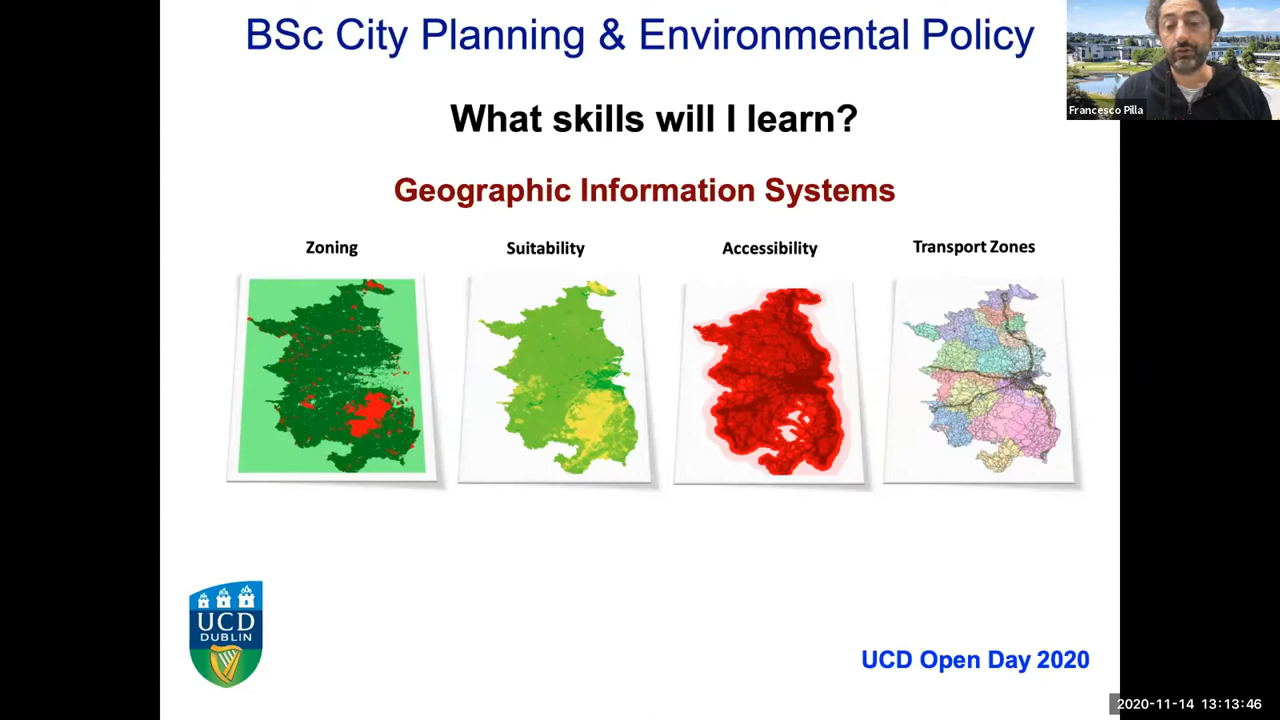 BSc City Planning & Environmental Policy
Francesco Pilla
What skills will I learn?
Geographic Information Systems
Zoning
Suitability
Accessibility
Transport Zones
UCD
DUBLIN
UCD Open Day 2020
2020-11-14 13:13:46